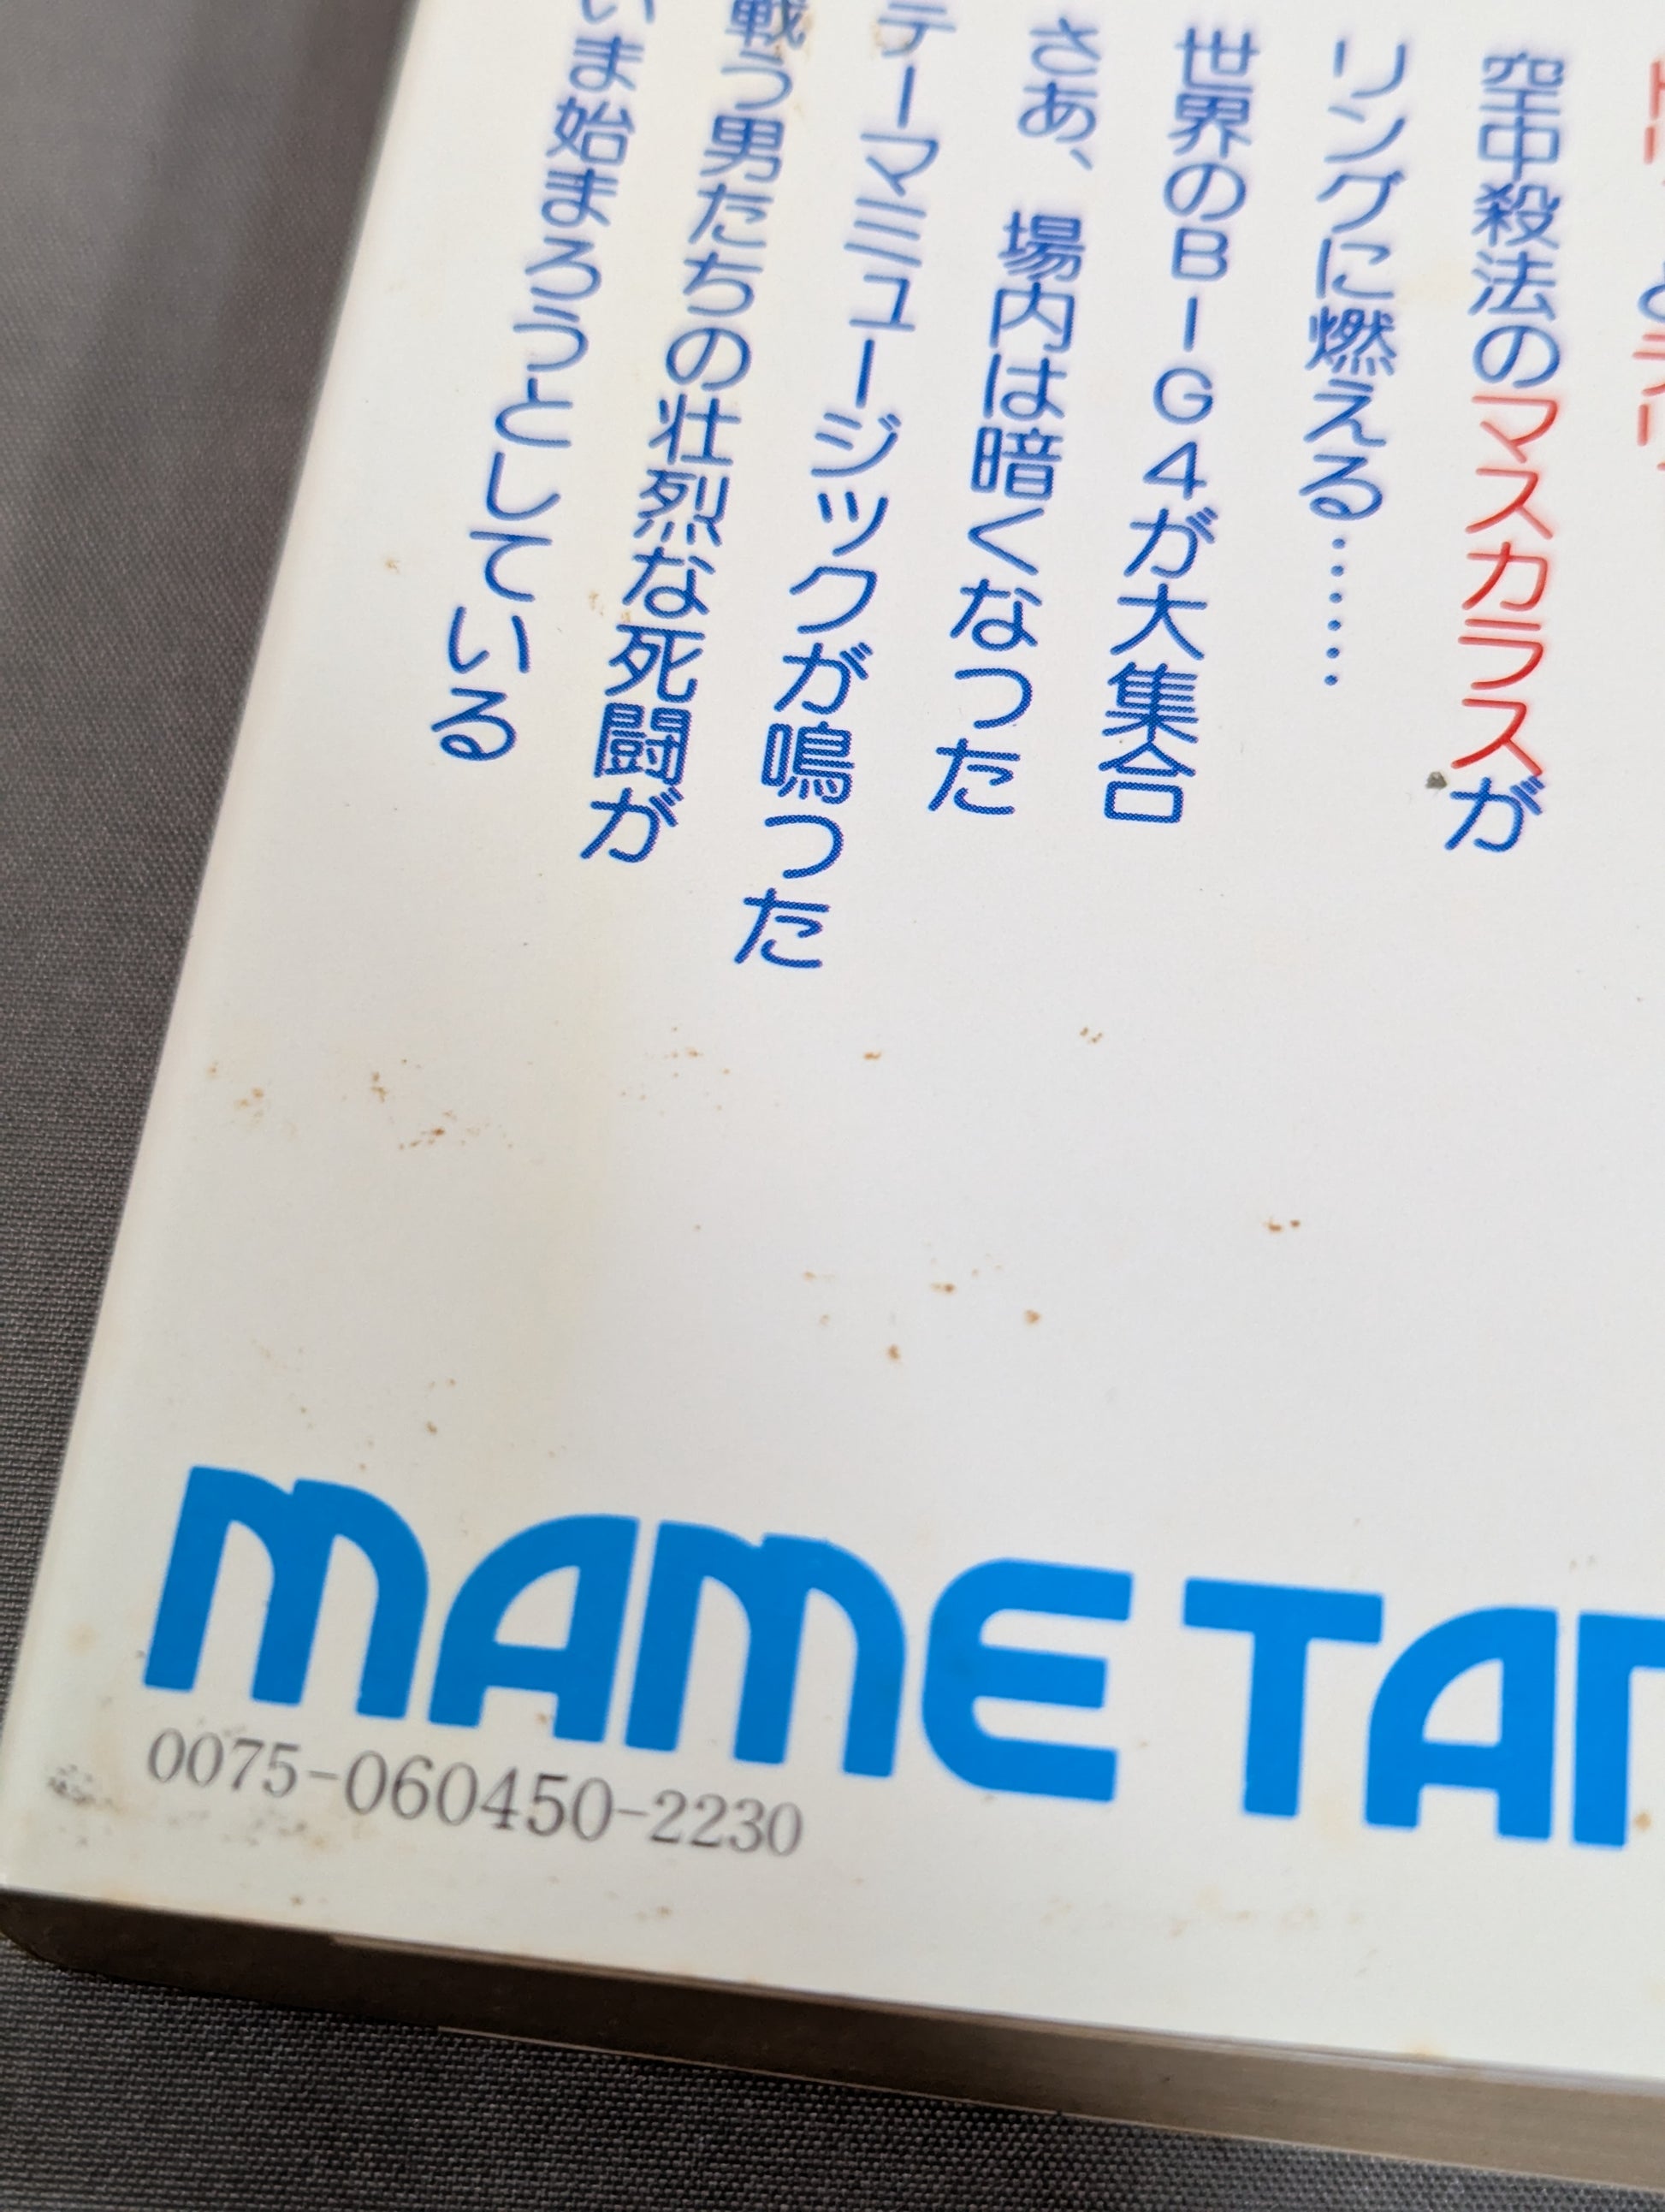 空中殺法のマスカラスが
リングに燃える……
世界のBIG4が大集合
さあ、場内は暗くなった
テーマミュージックが鳴った
戦う男たちの壮烈な死闘が
いま始まろうとしている
MAME TAN
0075-060450-2230